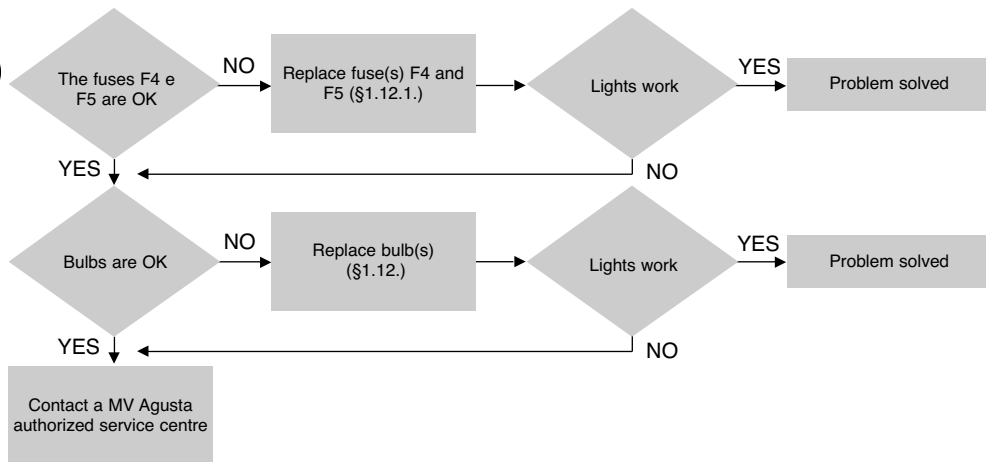 )
The fuses F4 e
F5 are OK
NO
Replace fuse(s) F4 and
F5 (§1.12.1.)
Lights work
YES
Problem solved
YES
NO
Bulbs are OK
NO
Replace bulb(s)
(§1.12.)
Lights work
YES
Problem solved
YES
NO
Contact a MV Agusta
authorized service centre